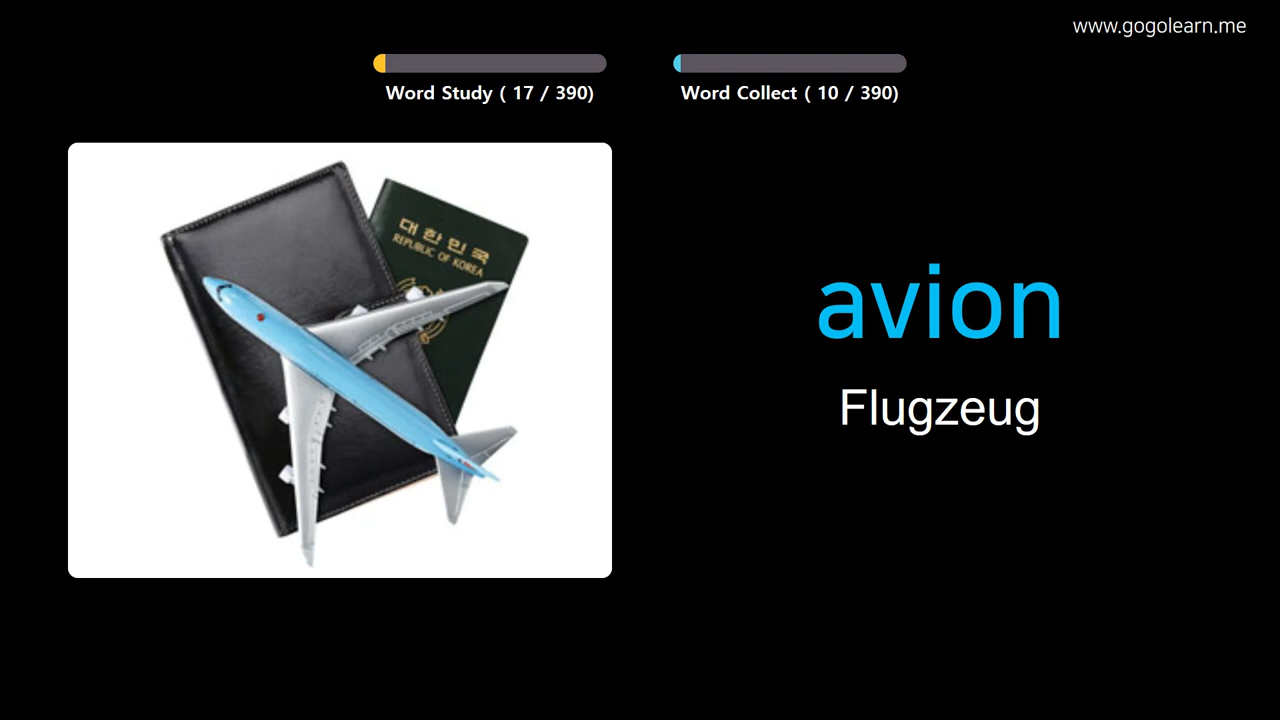 www.gogolearn.me
Word Study ( 17 / 390)
Word Collect ( 10 / 390)
대한민국
REPUBLIC OF KOREA
avion
Flugzeug